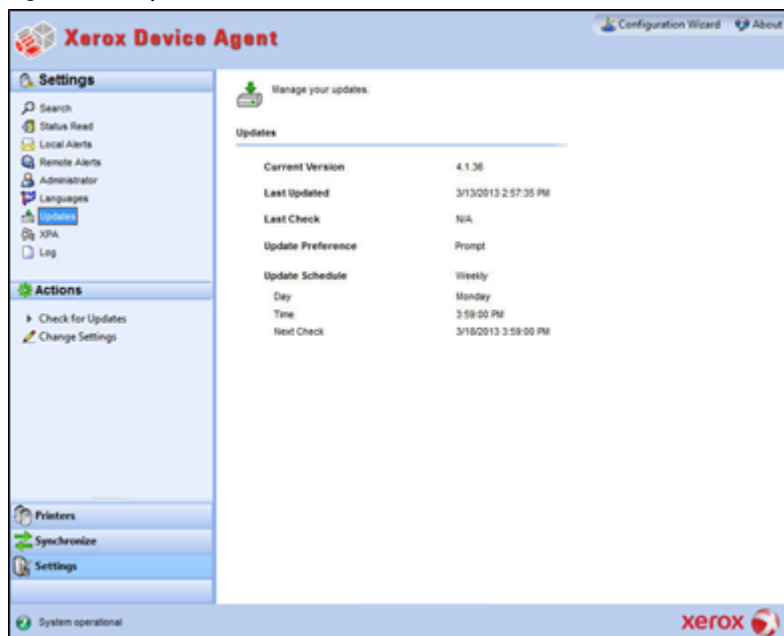 Xerox Device Agent
Configuration Wizard
About
Settings
Search
Status Read
Local Alerts
Remote Alerts
Administrator
Languages
Updates
XPA
Log
Actions
Check for Updates
Change Settings
Printers
Synchronize
Settings
Manage your updates.
Updates
Current Version 4.1.36
Last Updated 3/13/2013 2:57:35 PM
Last Check N/A
Update Preference Prompt
Update Schedule Weekly
Day Monday
Time 3:59:00 PM
Next Check 3/18/2013 3:59:00 PM
System operational
xerox